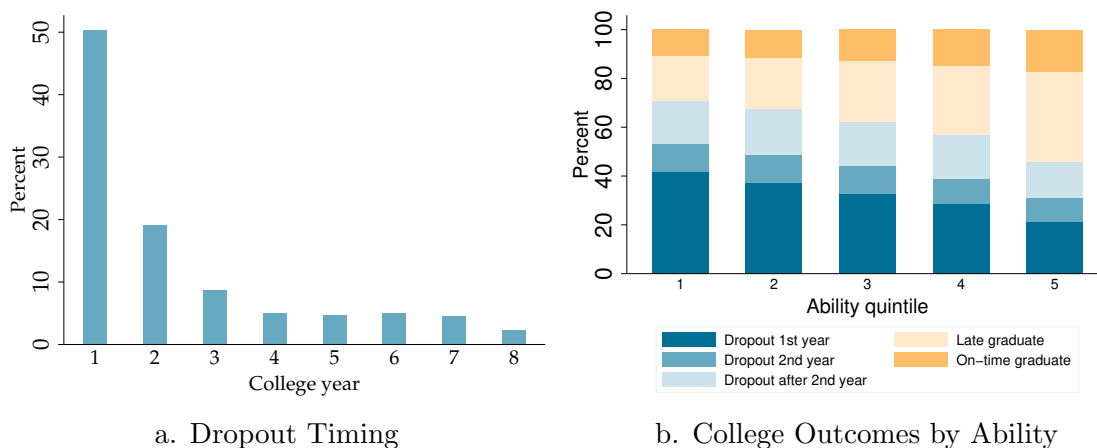 Percent
50
40
30
20
10
0
1 2 3 4 5 6 7 8
College year
a. Dropout Timing
Percent
100
80
60
40
20
0
1 2 3 4 5
Ability quintile
Dropout 1st year
Dropout 2nd year
Dropout after 2nd year
Late graduate
On−time graduate
b. College Outcomes by Ability